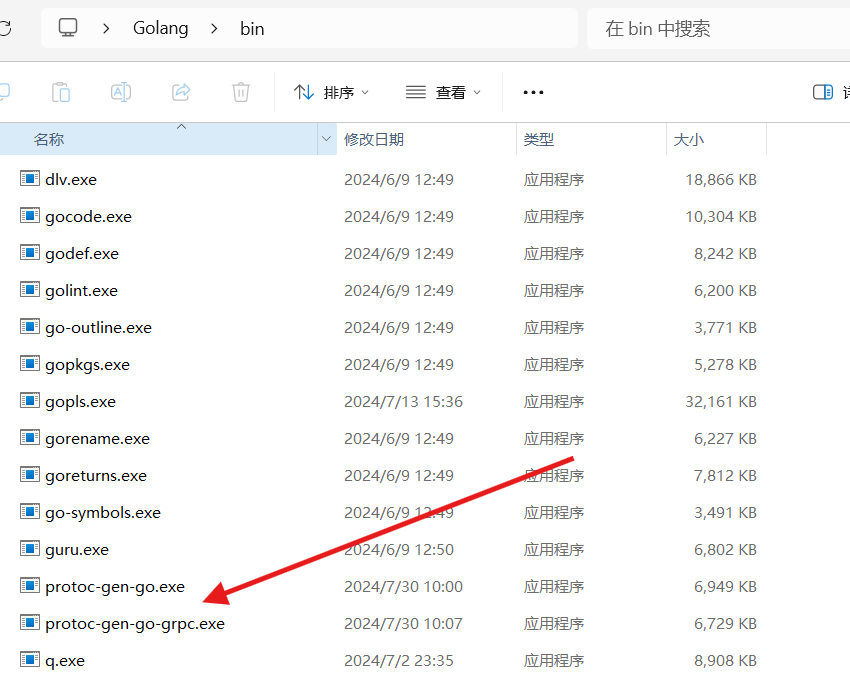 Golang bin 在 bin 中搜索
排序 查看
名称 修改日期 类型 大小
dlv.exe 2024/6/9 12:49 应用程序 18,866 KB
gocode.exe 2024/6/9 12:49 应用程序 10,304 KB
godef.exe 2024/6/9 12:49 应用程序 8,242 KB
golint.exe 2024/6/9 12:49 应用程序 6,200 KB
go-outline.exe 2024/6/9 12:49 应用程序 3,771 KB
gopkgs.exe 2024/6/9 12:49 应用程序 5,278 KB
gopls.exe 2024/7/13 15:36 应用程序 32,161 KB
gorename.exe 2024/6/9 12:49 应用程序 6,227 KB
goreturns.exe 2024/6/9 12:49 应用程序 7,812 KB
go-symbols.exe 2024/6/9 12:49 应用程序 3,491 KB
guru.exe 2024/6/9 12:50 应用程序 6,802 KB
protoc-gen-go.exe 2024/7/30 10:00 应用程序 6,949 KB
protoc-gen-go-grpc.exe 2024/7/30 10:07 应用程序 6,729 KB
q.exe 2024/7/2 23:35 应用程序 8,908 KB